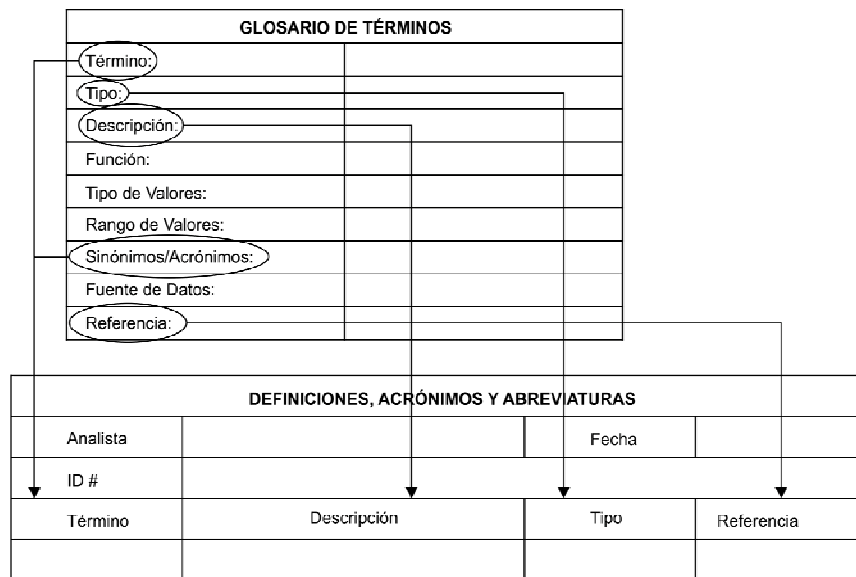 GLOSARIO DE TÉRMINOS
Término:
Tipo:
Descripción:
Función:
Tipo de Valores:
Rango de Valores:
Sinónimos/Acrónimos:
Fuente de Datos:
Referencia:
DEFINICIONES, ACRÓNIMOS Y ABREVIATURAS
Analista Fecha
ID #
Término Descripción Tipo Referencia